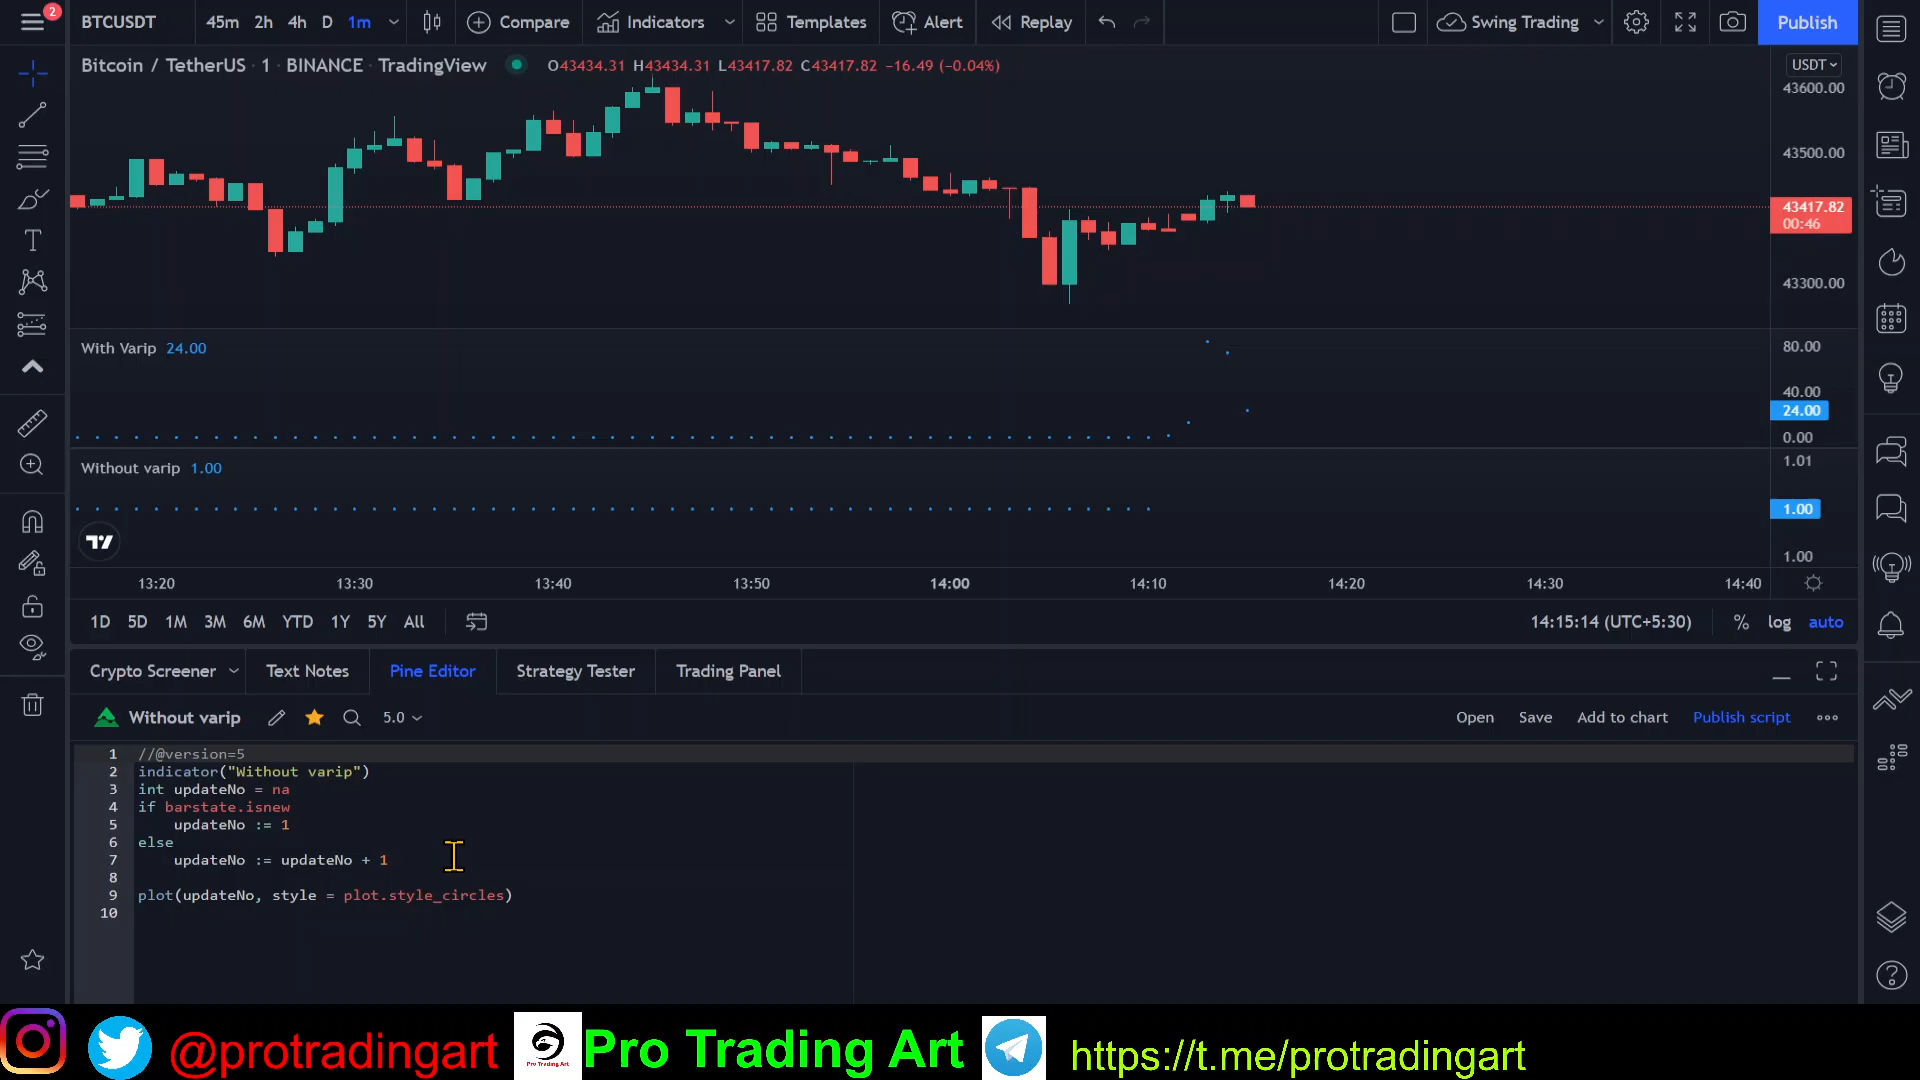 2
BTCUSDT 45m 2h 4h D 1m Compare Indicators Templates Alert Replay Swing Trading Publish
Bitcoin / TetherUS · 1 · BINANCE · TradingView O43434.31 H43434.31 L43417.82 C43417.82 −16.49 (−0.04%)
USDT
43600.00
43500.00
43417.82
00:46
43300.00
With Varip 24.00
80.00
40.00
24.00
0.00
Without varip 1.00
1.01
1.00
1.00
13:20 13:30 13:40 13:50 14:00 14:10 14:20 14:30 14:40
1D 5D 1M 3M 6M YTD 1Y 5Y All 14:15:14 (UTC+5:30) % log auto
Crypto Screener Text Notes Pine Editor Strategy Tester Trading Panel
Without varip 5.0 Open Save Add to chart Publish script
1 //@version=5
2 indicator("Without varip")
3 int updateNo = na
4 if barstate.isnew
5 updateNo := 1
6 else
7 updateNo := updateNo + 1
8
9 plot(updateNo, style = plot.style_circles)
10
@protradingart Pro Trading Art Pro Trading Art https://t.me/protradingart